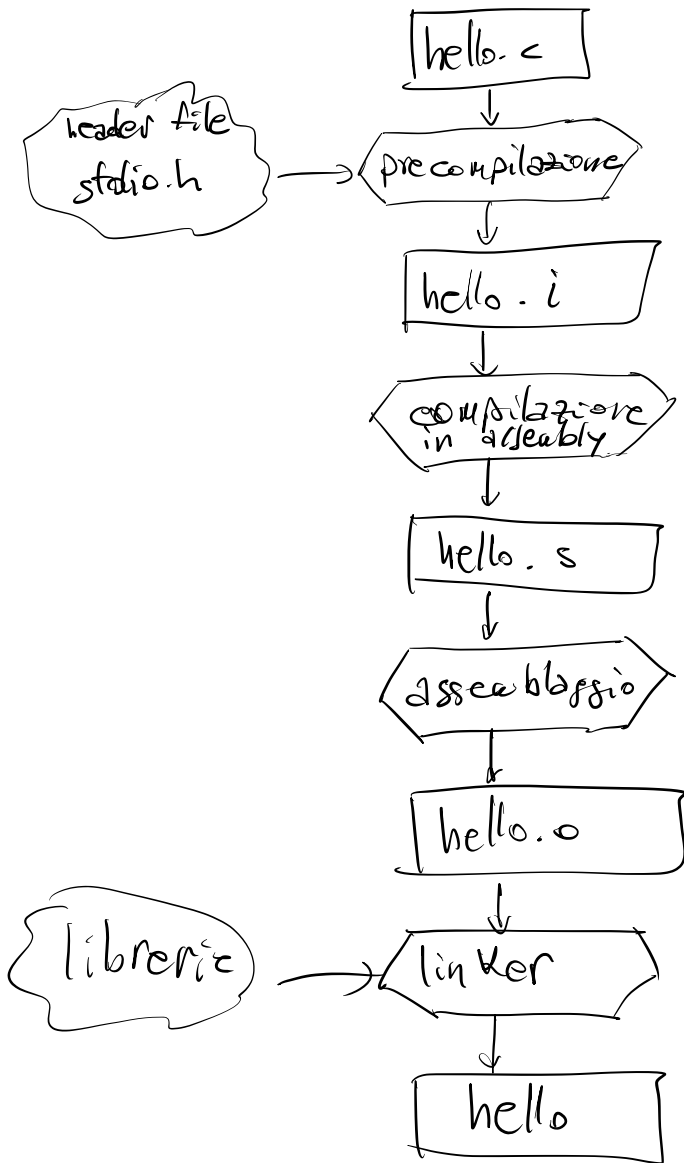 hello.c
header file
stdio.h
precompilazione
hello.i
compilazione
in assembly
hello.s
assemblaggio
hello.o
librerie
linker
hello